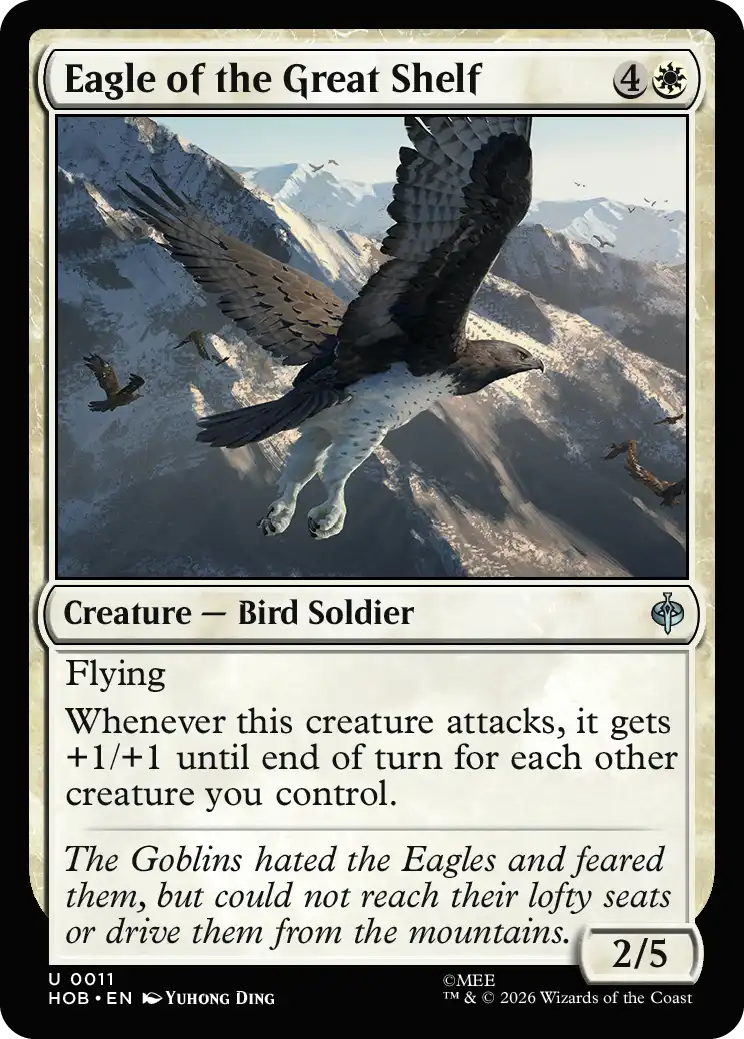 Eagle of the Great Shelf 4
Creature — Bird Soldier
Flying
Whenever this creature attacks, it gets
+1/+1 until end of turn for each other
creature you control.
The Goblins hated the Eagles and feared
them, but could not reach their lofty seats
or drive them from the mountains.
2/5
U 0011
HOB • EN Yuhong Ding
©MEE
™ & © 2026 Wizards of the Coast